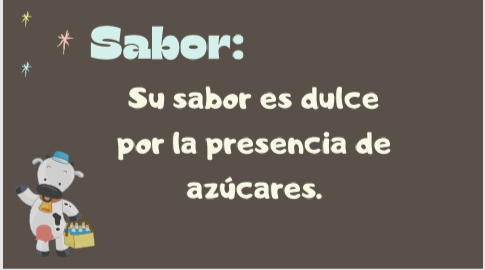 Sabor:
Su sabor es dulce
por la presencia de
azúcares.